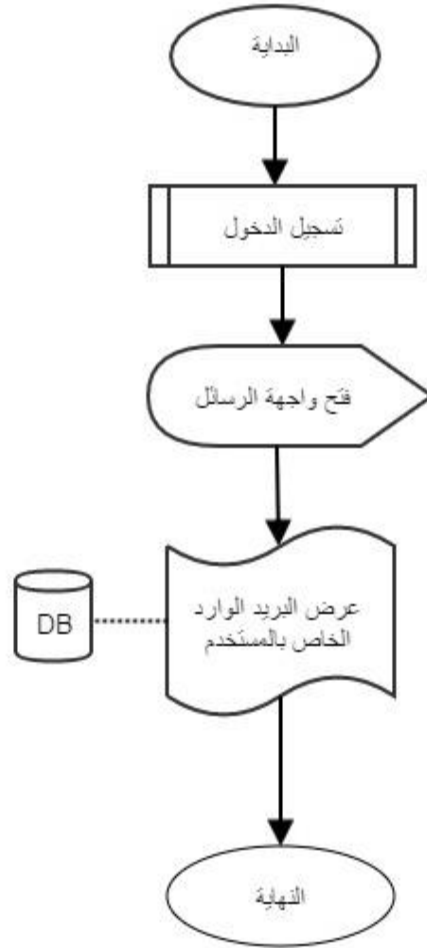 البداية
تسجيل الدخول
فتح واجهة الرسائل
عرض البريد الوارد
الخاص بالمستخدم
DB
النهاية